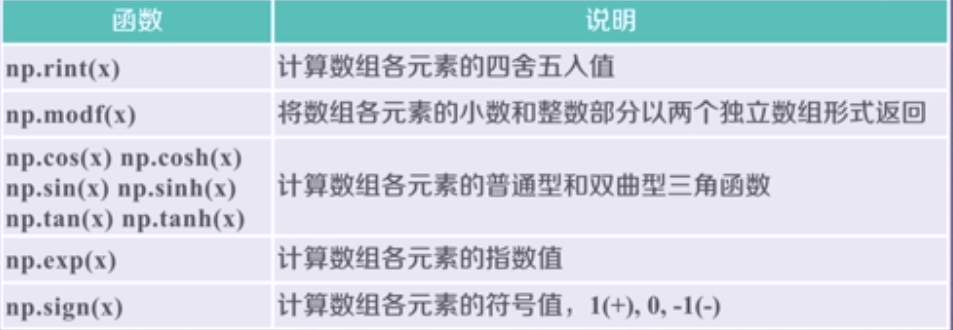 函数 说明
np.rint(x) 计算数组各元素的四舍五入值
np.modf(x) 将数组各元素的小数和整数部分以两个独立数组形式返回
np.cos(x) np.cosh(x)
np.sin(x) np.sinh(x) 计算数组各元素的普通型和双曲型三角函数
np.tan(x) np.tanh(x)
np.exp(x) 计算数组各元素的指数值
np.sign(x) 计算数组各元素的符号值，1(+), 0, -1(-)